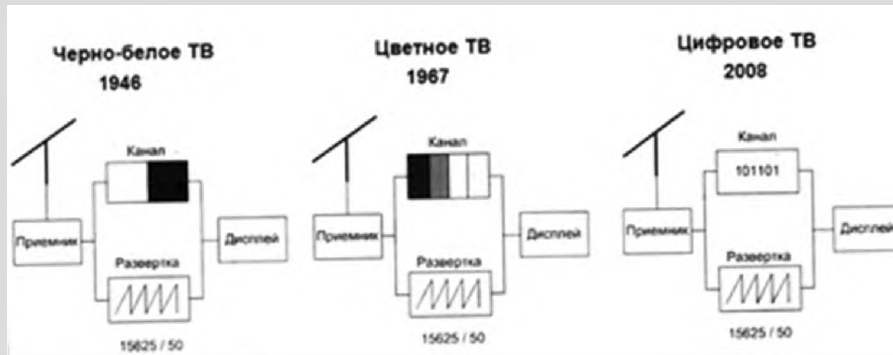 Черно-белое ТВ
1946
Канал
Приемник
Дисплей
Развертка
15625 / 50
Цветное ТВ
1967
Канал
Приемник
Дисплей
Развертка
15625 / 50
Цифровое ТВ
2008
Канал
101101
Приемник
Дисплей
Развертка
15625 / 50